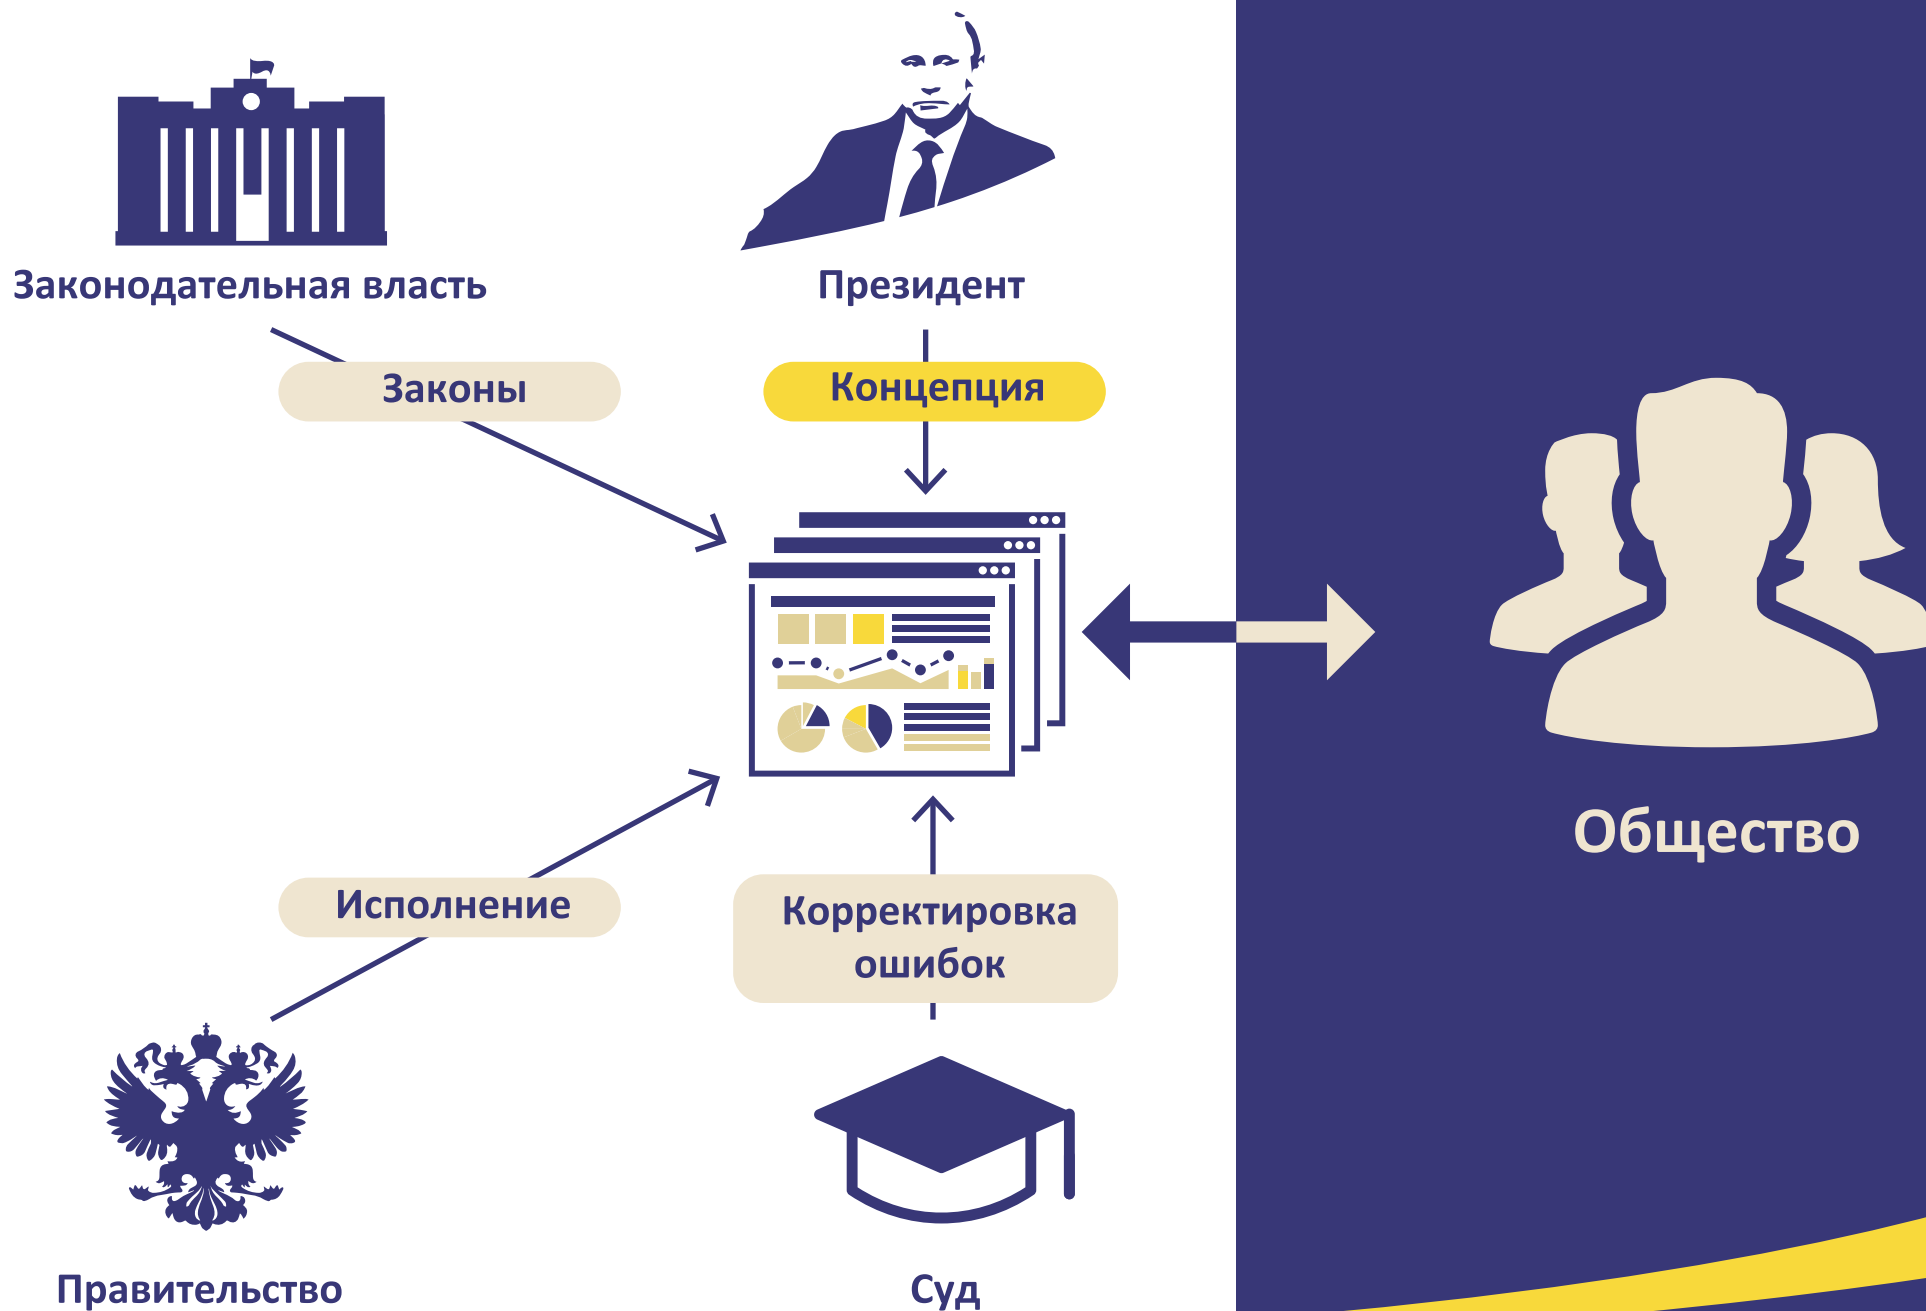 Законодательная власть
Президент
Законы
Концепция
Общество
Исполнение
Корректировка
ошибок
Правительство
Суд